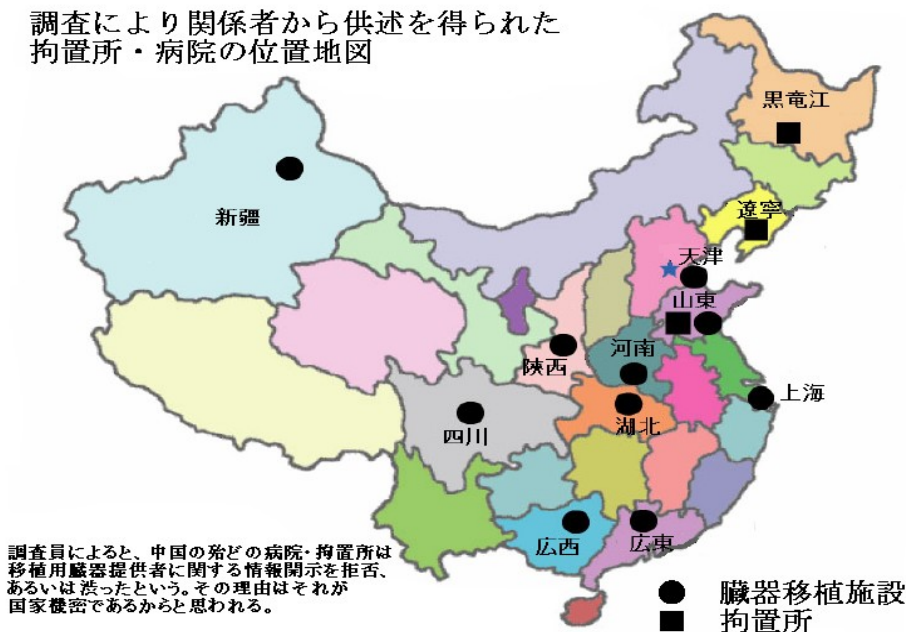 調査により関係者から供述を得られた
拘置所・病院の位置地図
黒竜江
遼寧
新疆
天津
山東
河南
陝西
上海
湖北
四川
広西
広東
調査員によると、中国の殆どの病院・拘置所は
移植用臓器提供者に関する情報開示を拒否、
あるいは渋ったという。その理由はそれが
国家機密であるからと思われる。
臓器移植施設
拘置所